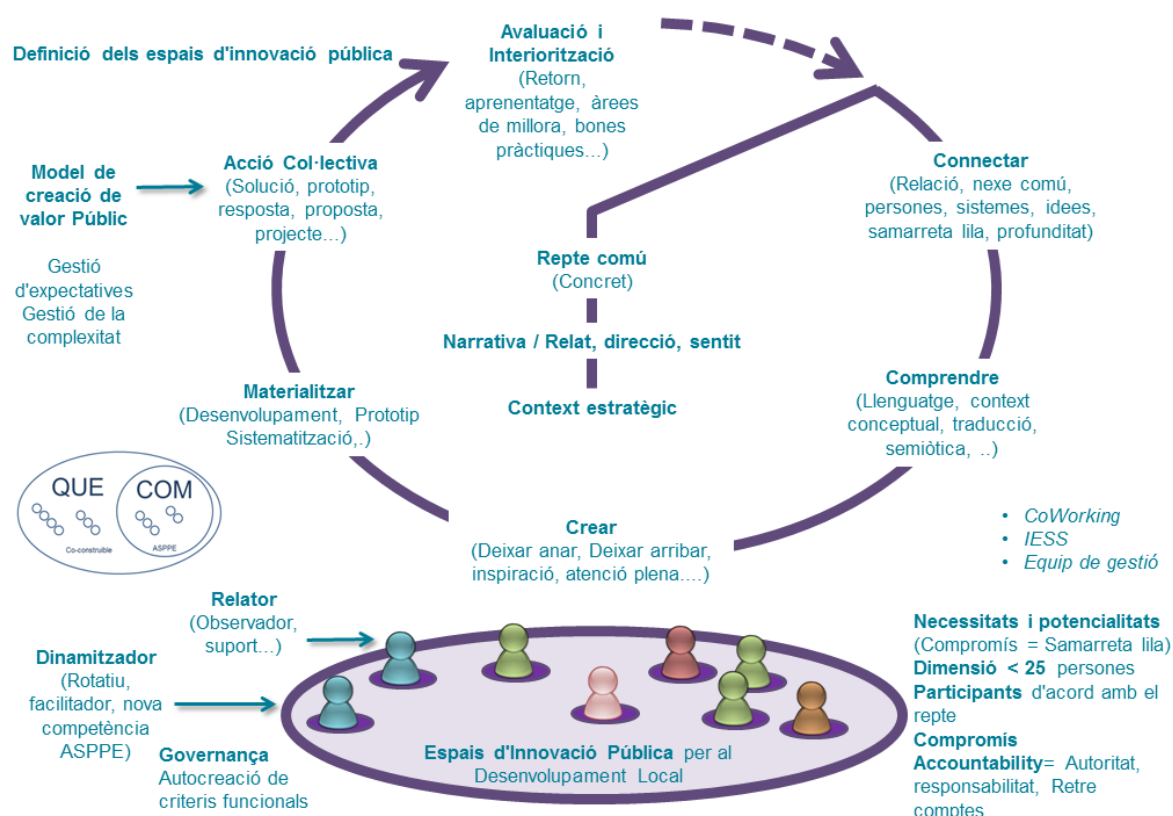 Definició dels espais d'innovació pública
Avaluació i
Interiorització
(Retorn,
aprenentatge, àrees
de millora, bones
pràctiques...)
Model de
creació de
valor Públic
Gestió
d'expectatives
Gestió de la
complexitat
Acció Col·lectiva
(Solució, prototip,
resposta, proposta,
projecte...)
Connectar
(Relació, nexe comú,
persones, sistemes, idees,
samarreta lila, profunditat)
Repte comú
(Concret)
Narrativa / Relat, direcció, sentit
Context estratègic
Materialitzar
(Desenvolupament, Prototip
Sistematització,.)
Comprendre
(Llenguatge, context
conceptual, traducció,
semiòtica, ..)
QUE
Co-construible
COM
ASPPE
Crear
(Deixar anar, Deixar arribar,
inspiració, atenció plena....)
• CoWorking
• IESS
• Equip de gestió
Relator
(Observador,
suport...)
Dinamitzador
(Rotatiu,
facilitador, nova
competència
ASPPE)
Governança
Autocreació de
criteris funcionals
Espais d'Innovació Pública per al
Desenvolupament Local
Necessitats i potencialitats
(Compromís = Samarreta lila)
Dimensió < 25 persones
Participants d'acord amb el
repte
Compromís
Accountability= Autoritat,
responsabilitat, Retre
comptes